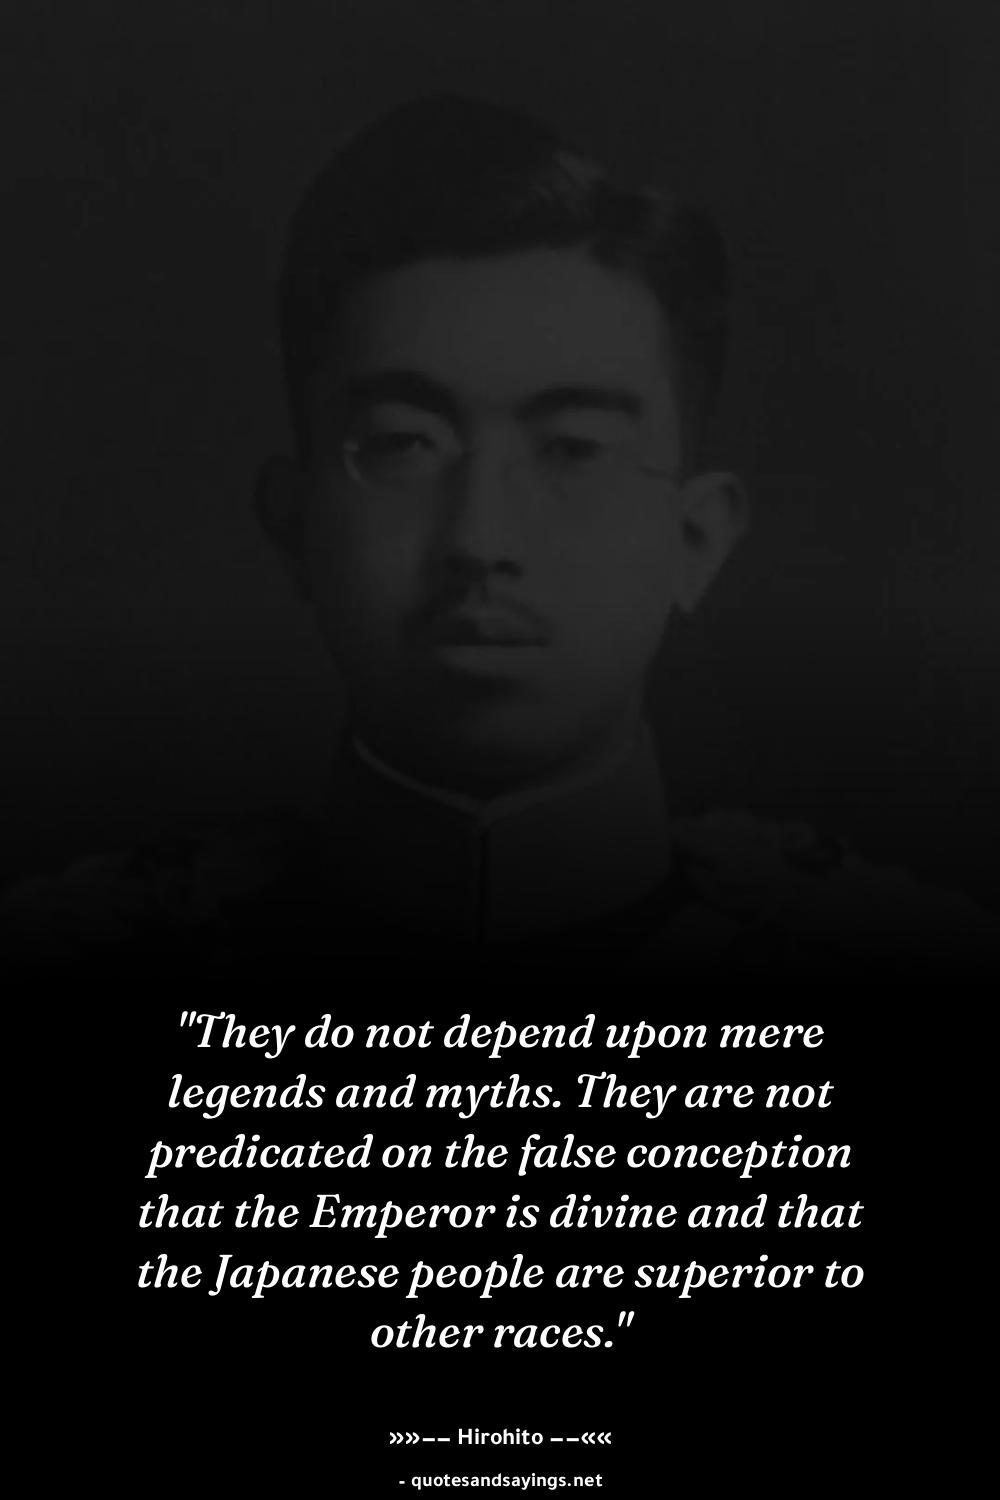 "They do not depend upon mere
legends and myths. They are not
predicated on the false conception
that the Emperor is divine and that
the Japanese people are superior to
other races."
»»–– Hirohito ––««
- quotesandsayings.net